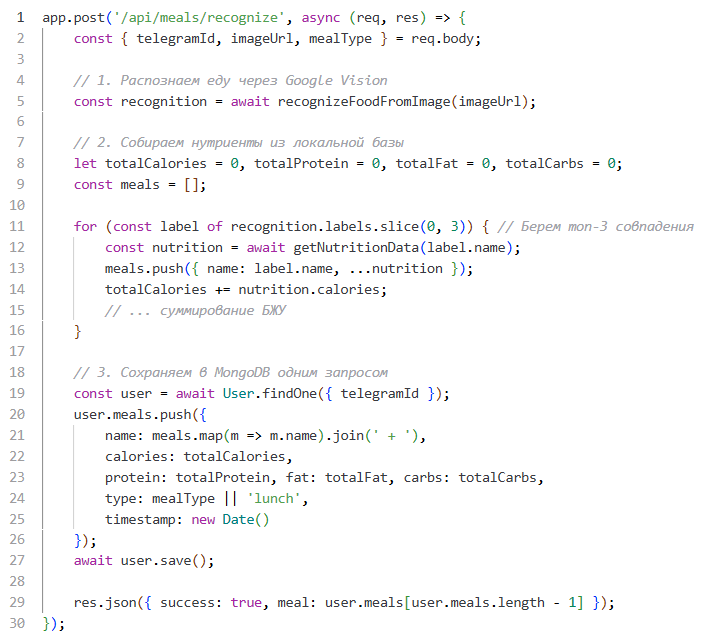 1 app.post('/api/meals/recognize', async (req, res) => {
2     const { telegramId, imageUrl, mealType } = req.body;
3
4     // 1. Распознаем еду через Google Vision
5     const recognition = await recognizeFoodFromImage(imageUrl);
6
7     // 2. Собираем нутриенты из локальной базы
8     let totalCalories = 0, totalProtein = 0, totalFat = 0, totalCarbs = 0;
9     const meals = [];
10
11     for (const label of recognition.labels.slice(0, 3)) { // Берем топ-3 совпадения
12         const nutrition = await getNutritionData(label.name);
13         meals.push({ name: label.name, ...nutrition });
14         totalCalories += nutrition.calories;
15         // ... суммирование БЖУ
16     }
17
18     // 3. Сохраняем в MongoDB одним запросом
19     const user = await User.findOne({ telegramId });
20     user.meals.push({
21         name: meals.map(m => m.name).join(' + '),
22         calories: totalCalories,
23         protein: totalProtein, fat: totalFat, carbs: totalCarbs,
24         type: mealType || 'lunch',
25         timestamp: new Date()
26     });
27     await user.save();
28
29     res.json({ success: true, meal: user.meals[user.meals.length - 1] });
30 });